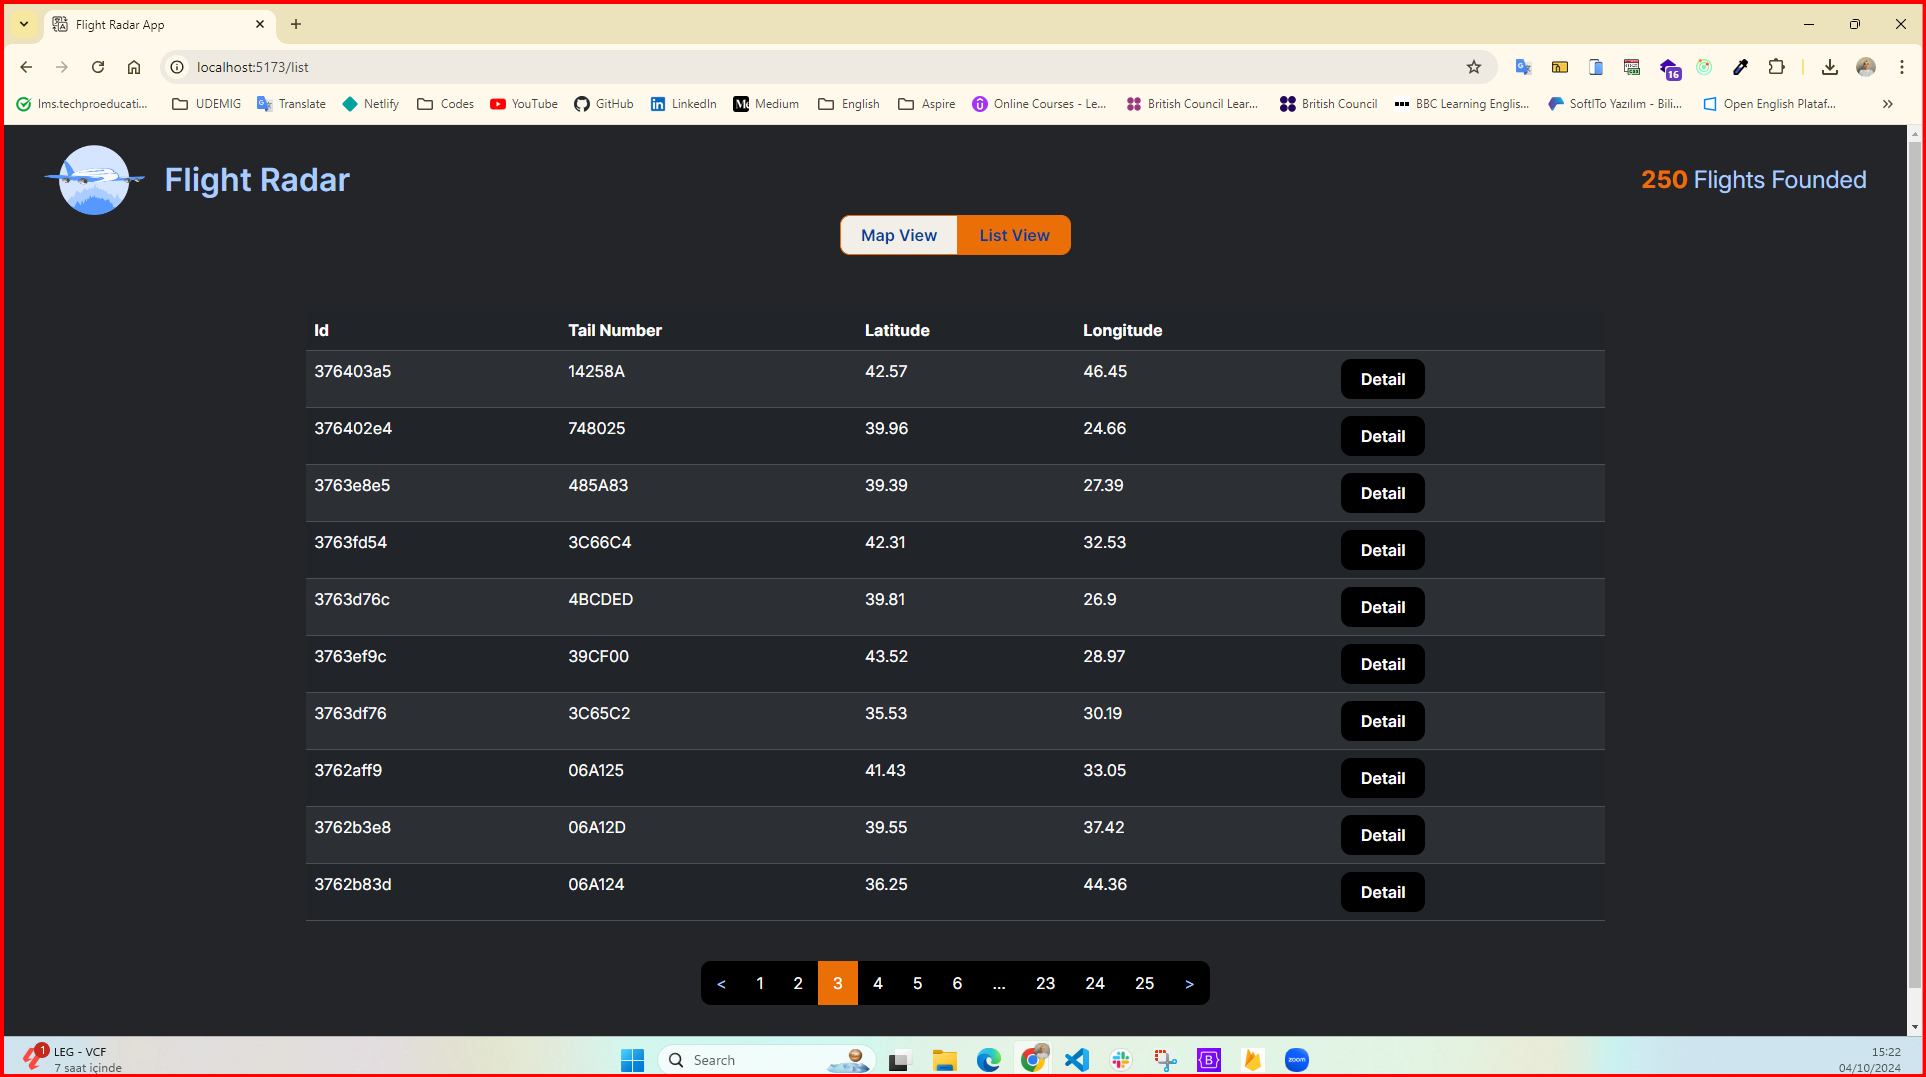 Flight Radar App
localhost:5173/list
16
lms.techproeducati... UDEMIG Translate Netlify Codes YouTube GitHub LinkedIn Medium English Aspire Online Courses - Le... British Council Lear... British Council BBC Learning Englis... SoftITo Yazılım - Bili... Open English Plataf...
Flight Radar
250 Flights Founded
Map View List View
Id Tail Number Latitude Longitude
376403a5 14258A 42.57 46.45 Detail
376402e4 748025 39.96 24.66 Detail
3763e8e5 485A83 39.39 27.39 Detail
3763fd54 3C66C4 42.31 32.53 Detail
3763d76c 4BCDED 39.81 26.9 Detail
3763ef9c 39CF00 43.52 28.97 Detail
3763df76 3C65C2 35.53 30.19 Detail
3762aff9 06A125 41.43 33.05 Detail
3762b3e8 06A12D 39.55 37.42 Detail
3762b83d 06A124 36.25 44.36 Detail
< 1 2 3 4 5 6 ... 23 24 25 >
1 LEG - VCF
7 saat içinde
Search
zoom
15:22
04/10/2024